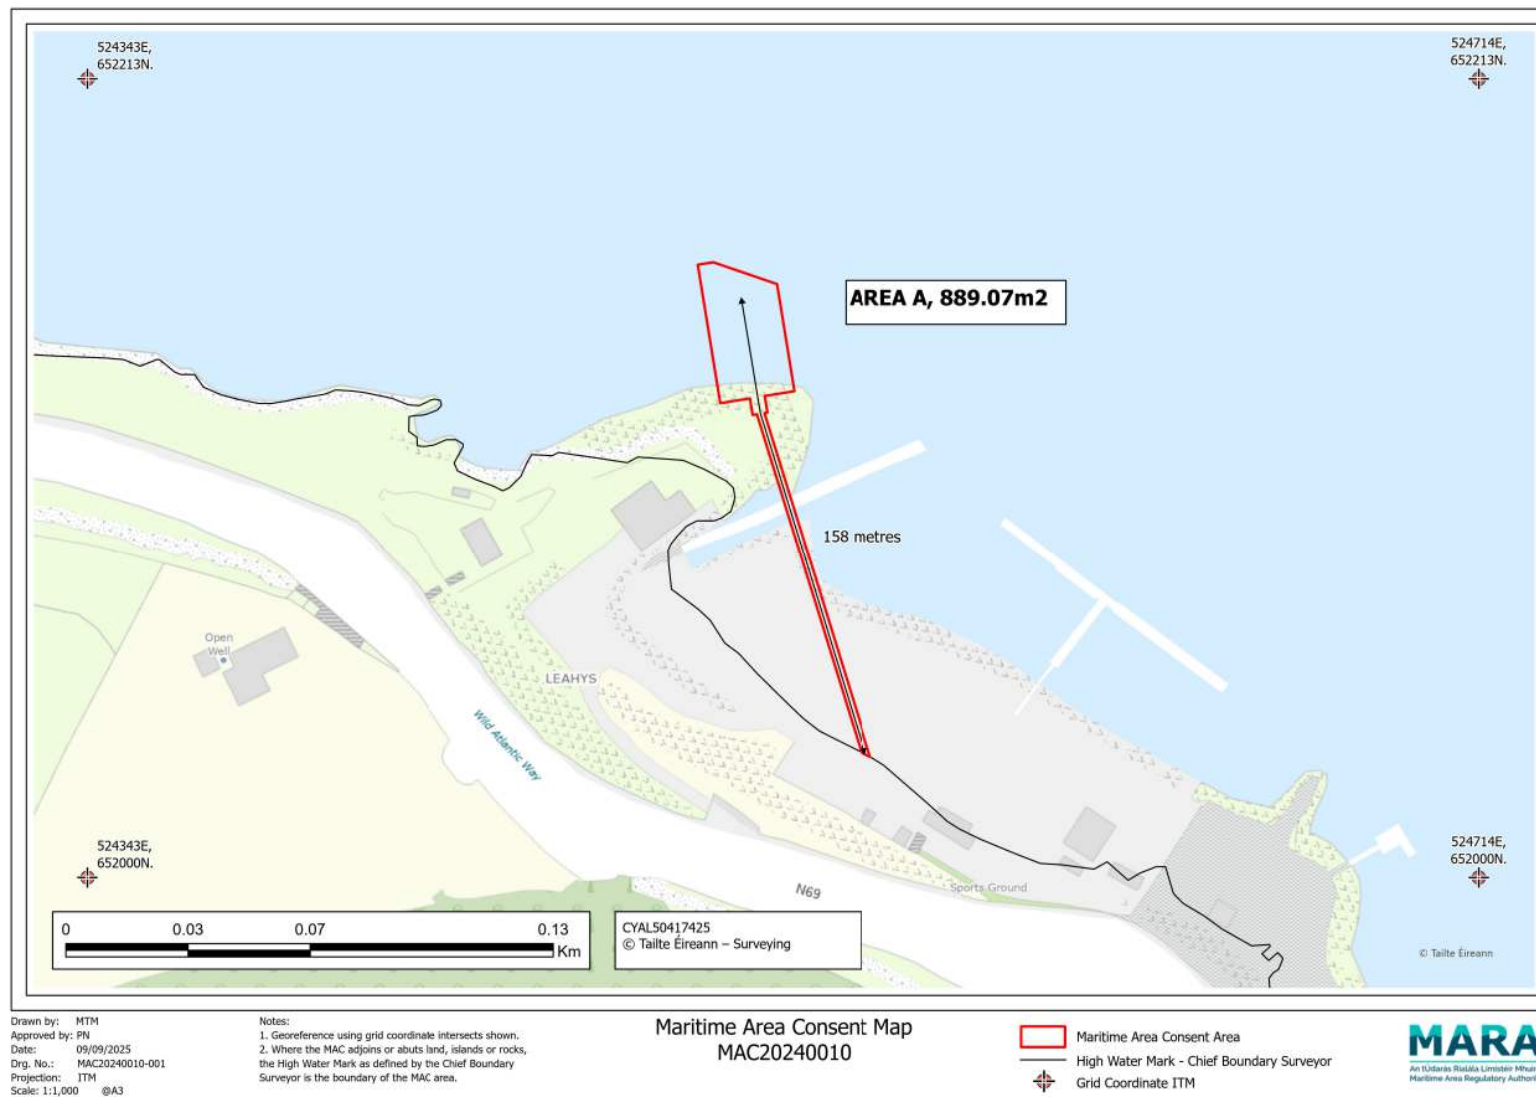 524343E,
652213N.
524714E,
652213N.
AREA A, 889.07m2
158 metres
Open
Well
LEAHYS
Wild Atlantic Way
524343E,
652000N.
524714E,
652000N.
N69
Sports Ground
0 0.03 0.07 0.13
Km
CYAL50417425
© Tailte Éireann – Surveying
© Tailte Éireann
Drawn by: MTM
Approved by: PN
Date: 09/09/2025
Drg. No.: MAC20240010-001
Projection: ITM
Scale: 1:1,000 @A3
Notes:
1. Georeference using grid coordinate intersects shown.
2. Where the MAC adjoins or abuts land, islands or rocks,
the High Water Mark as defined by the Chief Boundary
Surveyor is the boundary of the MAC area.
Maritime Area Consent Map
MAC20240010
Maritime Area Consent Area
High Water Mark - Chief Boundary Surveyor
Grid Coordinate ITM
MARA
An tÚdarás Rialála Limistéir Mhuir
Maritime Area Regulatory Authori